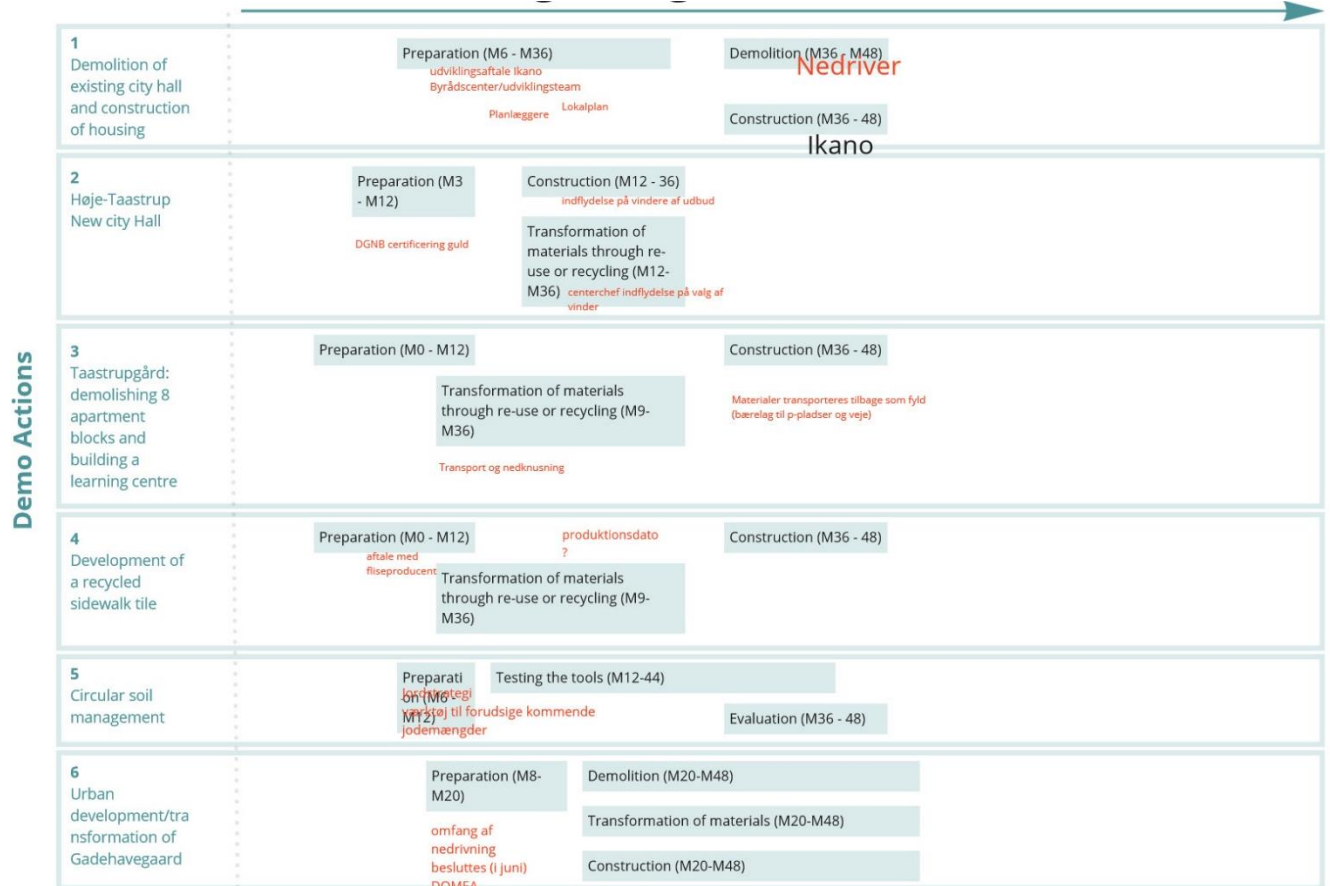 Demo Actions
1
Demolition of
existing city hall
and construction
of housing
Preparation (M6 - M36)
udviklingsaftale Ikano
Byrådscenter/udviklingsteam
Planlæggere
Lokalplan
Demolition (M36 - M48)
Nedriver
Construction (M36 - 48)
Ikano
2
Høje-Taastrup
New city Hall
Preparation (M3
- M12)
DGNB certificering guld
Construction (M12 - 36)
indflydelse på vindere af udbud
Transformation of
materials through re-
use or recycling (M12-
M36)
centerchef indflydelse på valg af
vinder
3
Taastrupgård:
demolishing 8
apartment
blocks and
building a
learning centre
Preparation (M0 - M12)
Transformation of materials
through re-use or recycling (M9-
M36)
Transport og nedknusning
Construction (M36 - 48)
Materialer transporteres tilbage som fyld
(bærelag til p-pladser og veje)
4
Development of
a recycled
sidewalk tile
Preparation (M0 - M12)
aftale med
fliseproducent
Transformation of materials
through re-use or recycling (M9-
M36)
produktionsdato
?
Construction (M36 - 48)
5
Circular soil
management
Preparati
on (M6 -
M12)
værktøj til forudsige kommende
jodemængder
Testing the tools (M12-44)
Evaluation (M36 - 48)
6
Urban
development/tra
nsformation of
Gadehavegaard
Preparation (M8-
M20)
omfang af
nedrivning
besluttes (i juni)
Demolition (M20-M48)
Transformation of materials (M20-M48)
Construction (M20-M48)